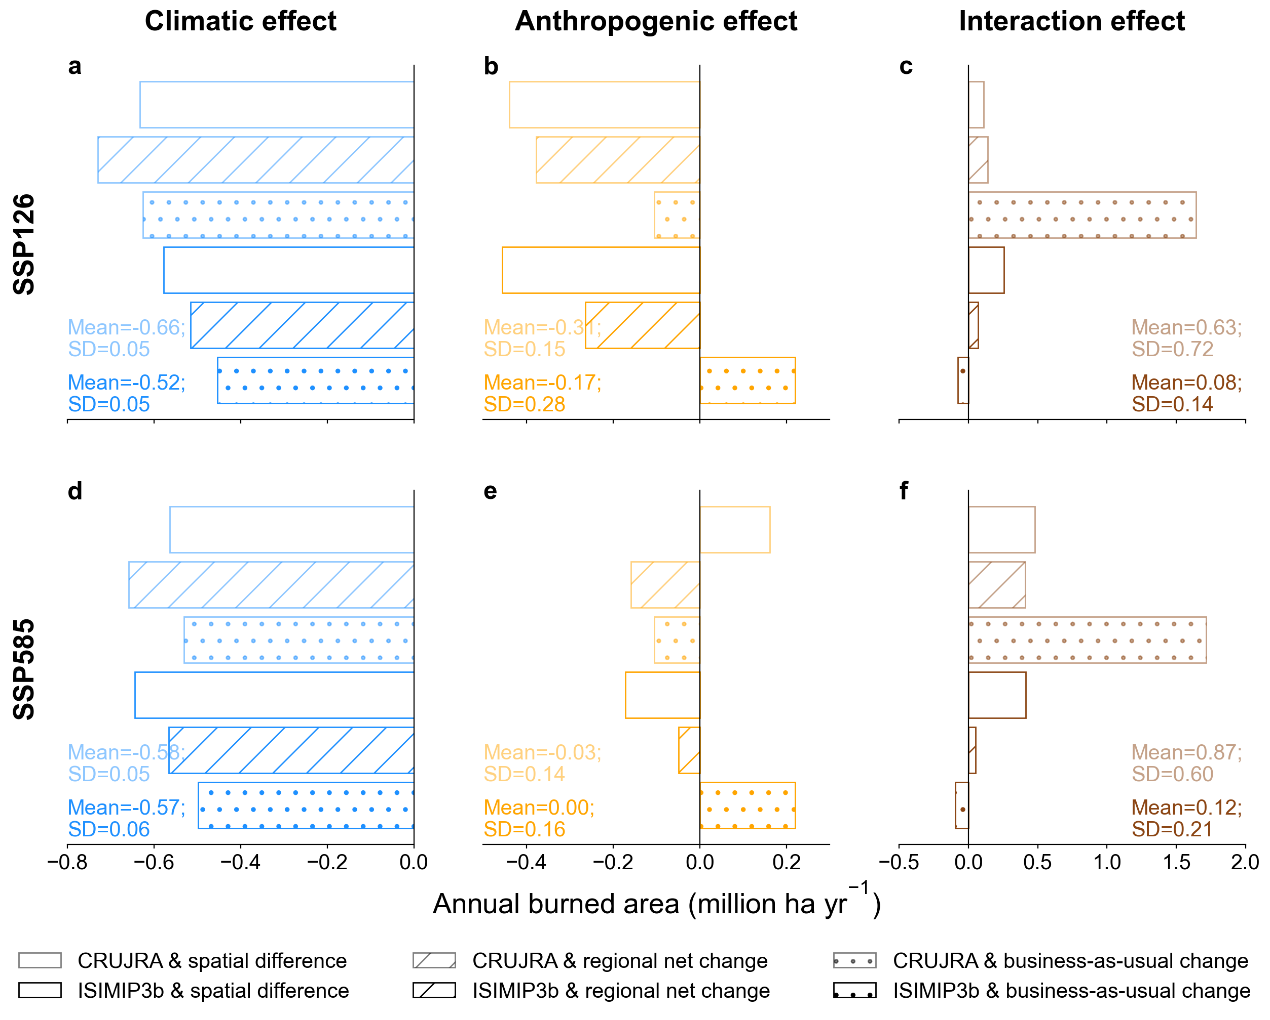 Climatic effect
Anthropogenic effect
Interaction effect
a
b
c
SSP126
Mean=-0.66;
SD=0.05
Mean=-0.52;
SD=0.05
Mean=-0.31;
SD=0.15
Mean=-0.17;
SD=0.28
Mean=0.63;
SD=0.72
Mean=0.08;
SD=0.14
d
e
f
SSP585
Mean=-0.58;
SD=0.05
Mean=-0.57;
SD=0.06
Mean=-0.03;
SD=0.14
Mean=0.00;
SD=0.16
Mean=0.87;
SD=0.60
Mean=0.12;
SD=0.21
−0.8 −0.6 −0.4 −0.2 0.0
−0.4 −0.2 0.0 0.2
−0.5 0.0 0.5 1.0 1.5 2.0
Annual burned area (million ha yr⁻¹)
CRUJRA & spatial difference
CRUJRA & regional net change
CRUJRA & business-as-usual change
ISIMIP3b & spatial difference
ISIMIP3b & regional net change
ISIMIP3b & business-as-usual change